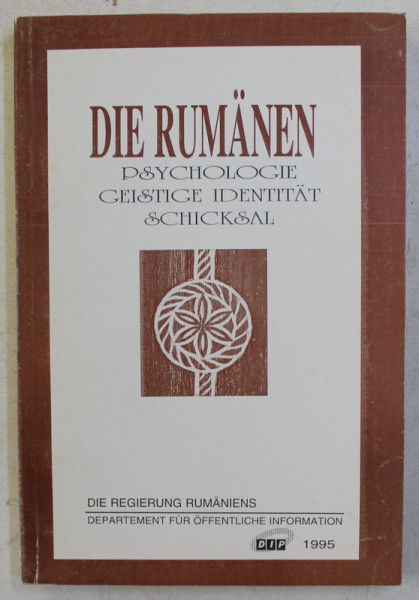 DIE RUMÄNEN
PSYCHOLOGIE
GEISTIGE IDENTITÄT
SCHICKSAL
DIE REGIERUNG RUMÄNIENS
DEPARTEMENT FÜR ÖFFENTLICHE INFORMATION
DIP 1995